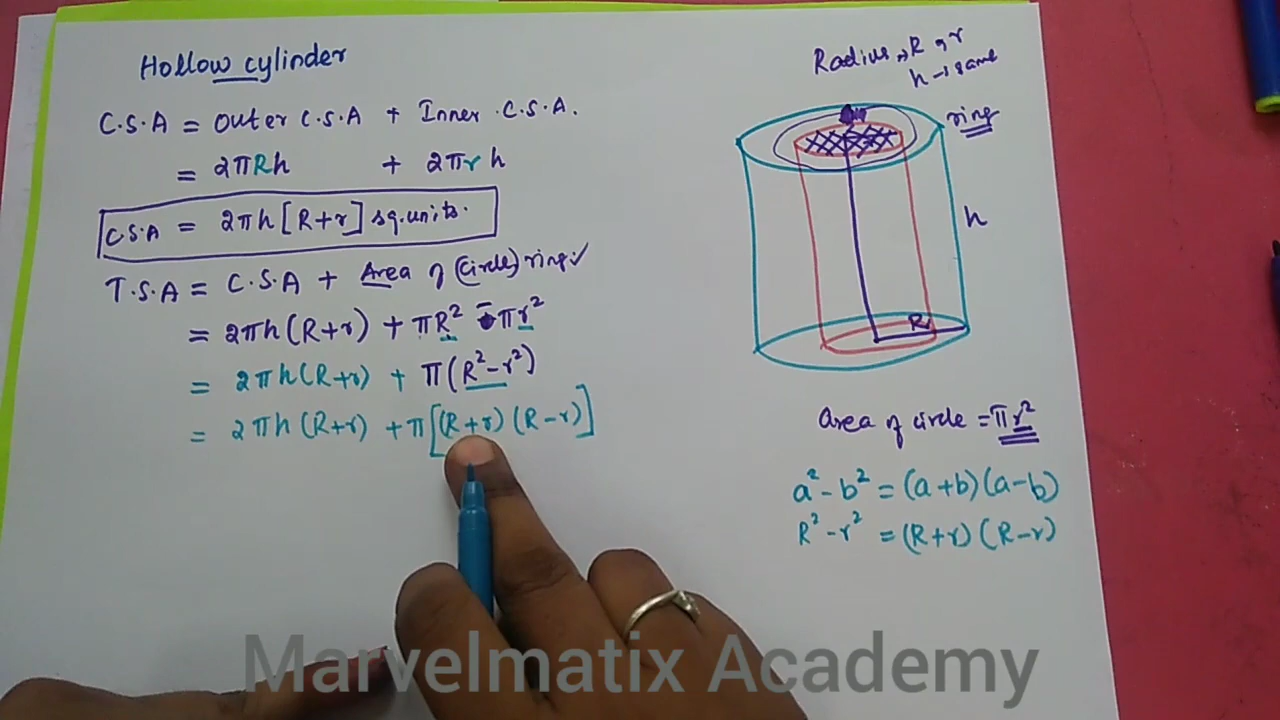 Hollow cylinder
C.S.A = outer C.S.A + Inner C.S.A.
= 2πRh + 2πrh
CSA = 2πh[R+r] sq.units.
T.S.A = C.S.A + Area of (circle) ring ✓
= 2πh(R+r) + πR² - πr²
= 2πh(R+r) + π(R²-r²)
= 2πh(R+r) + π[(R+r)(R-r)]
Radius → R, r
h → same
ring
h
R
Area of circle = πr²
a²-b² = (a+b)(a-b)
R²-r² = (R+r)(R-r)
Marvelmatix Academy